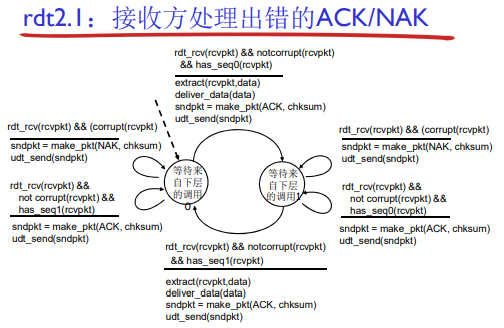 rdt2.1：接收方处理出错的ACK/NAK
rdt_rcv(rcvpkt) && notcorrupt(rcvpkt)
&& has_seq0(rcvpkt)
extract(rcvpkt,data)
deliver_data(data)
sndpkt = make_pkt(ACK, chksum)
udt_send(sndpkt)
rdt_rcv(rcvpkt) && (corrupt(rcvpkt)
sndpkt = make_pkt(NAK, chksum)
udt_send(sndpkt)
rdt_rcv(rcvpkt) &&
not corrupt(rcvpkt) &&
has_seq1(rcvpkt)
sndpkt = make_pkt(ACK, chksum)
udt_send(sndpkt)
等待来
自下层
的调用
0
等待来
自下层
的调用1
rdt_rcv(rcvpkt) && (corrupt(rcvpkt)
sndpkt = make_pkt(NAK, chksum)
udt_send(sndpkt)
rdt_rcv(rcvpkt) &&
not corrupt(rcvpkt) &&
has_seq0(rcvpkt)
sndpkt = make_pkt(ACK, chksum)
udt_send(sndpkt)
rdt_rcv(rcvpkt) && notcorrupt(rcvpkt)
&& has_seq1(rcvpkt)
extract(rcvpkt,data)
deliver_data(data)
sndpkt = make_pkt(ACK, chksum)
udt_send(sndpkt)